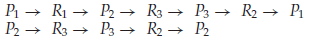 P₁ → R₁ → P₂ → R₃ → P₃ → R₂ → P₁
P₂ → R₃ → P₃ → R₂ → P₂